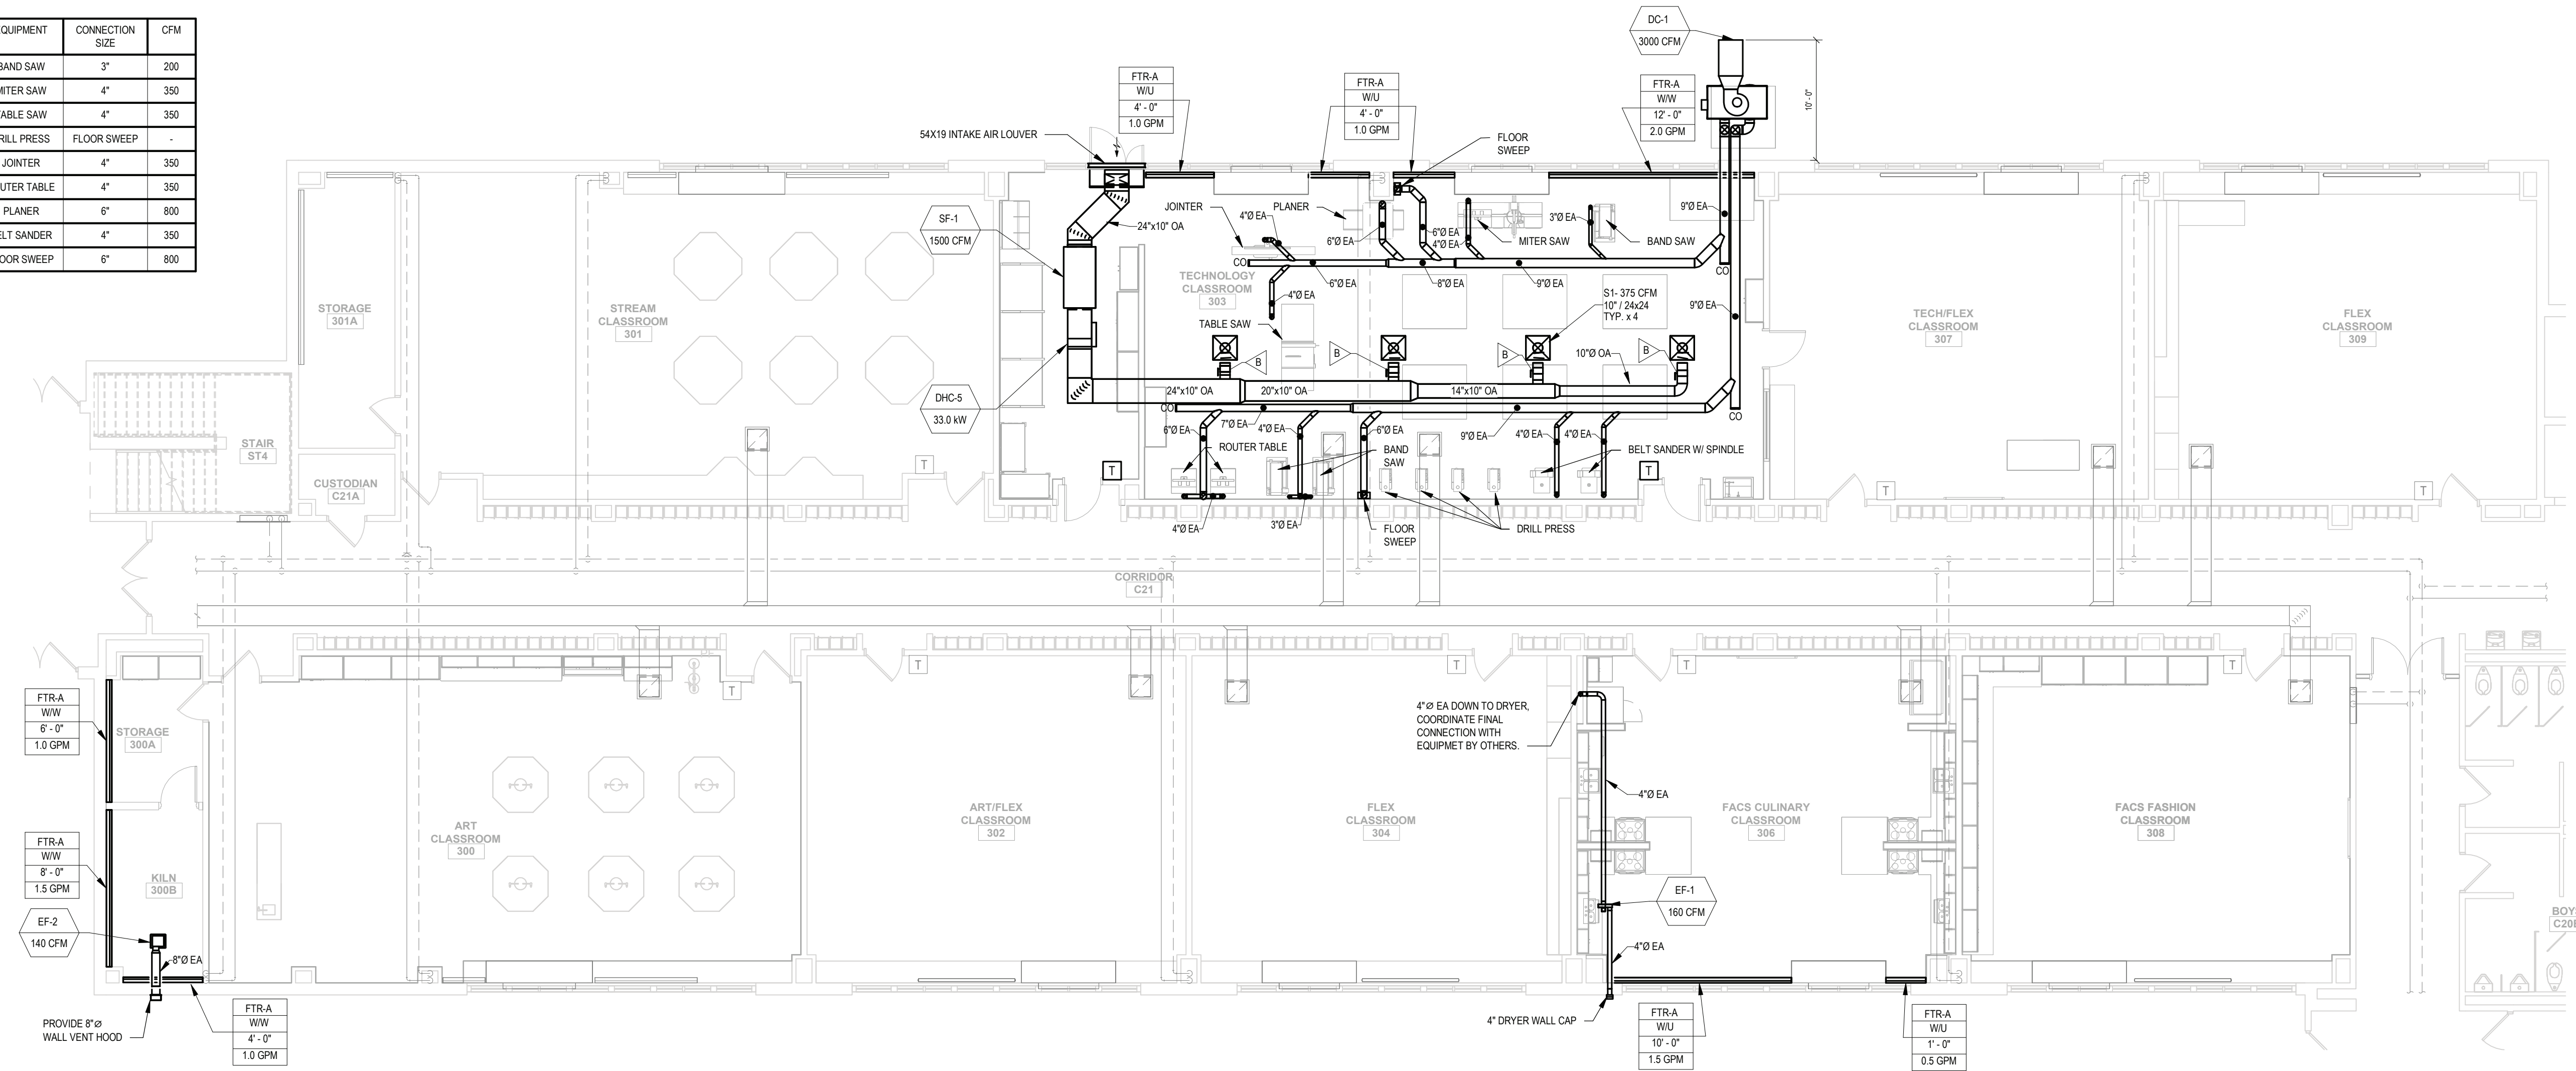 QUIPMENT CONNECTION CFM
SIZE
BAND SAW 3" 200
MITER SAW 4" 350
TABLE SAW 4" 350
RILL PRESS FLOOR SWEEP -
JOINTER 4" 350
UTER TABLE 4" 350
PLANER 6" 800
ELT SANDER 4" 350
OOR SWEEP 6" 800
DC-1
3000 CFM
10' - 0"
FTR-A
W/U
4' - 0"
1.0 GPM
FTR-A
W/U
4' - 0"
1.0 GPM
FTR-A
W/W
12' - 0"
2.0 GPM
54X19 INTAKE AIR LOUVER
FLOOR
SWEEP
SF-1
1500 CFM
24"x10" OA
JOINTER
4"Ø EA
PLANER
6"Ø EA
6"Ø EA
4"Ø EA
MITER SAW
3"Ø EA
BAND SAW
9"Ø EA
CO
6"Ø EA
8"Ø EA
9"Ø EA
CO
TECHNOLOGY
CLASSROOM
303
4"Ø EA
S1- 375 CFM
10" / 24x24
TYP. x 4
9"Ø EA
TABLE SAW
B
B
B
B
10"Ø OA
DHC-5
33.0 kW
24"x10" OA
20"x10" OA
14"x10" OA
CO
7"Ø EA
9"Ø EA
CO
6"Ø EA
4"Ø EA
6"Ø EA
4"Ø EA
4"Ø EA
ROUTER TABLE
BAND
SAW
BELT SANDER W/ SPINDLE
T
T
4"Ø EA
3"Ø EA
FLOOR
SWEEP
DRILL PRESS
STORAGE
301A
STREAM
CLASSROOM
301
TECH/FLEX
CLASSROOM
307
FLEX
CLASSROOM
309
STAIR
ST4
CUSTODIAN
C21A
T
T
T
CORRIDOR
C21
T
T
T
T
T
FTR-A
W/W
6' - 0"
1.0 GPM
STORAGE
300A
4"Ø EA DOWN TO DRYER,
COORDINATE FINAL
CONNECTION WITH
EQUIPMET BY OTHERS.
4"Ø EA
ART
CLASSROOM
300
ART/FLEX
CLASSROOM
302
FLEX
CLASSROOM
304
FACS CULINARY
CLASSROOM
306
FACS FASHION
CLASSROOM
308
FTR-A
W/W
8' - 0"
1.5 GPM
KILN
300B
EF-2
140 CFM
8"Ø EA
EF-1
160 CFM
4"Ø EA
BOY
C20B
PROVIDE 8"Ø
WALL VENT HOOD
FTR-A
W/W
4' - 0"
1.0 GPM
4" DRYER WALL CAP
FTR-A
W/U
10' - 0"
1.5 GPM
FTR-A
W/U
1' - 0"
0.5 GPM